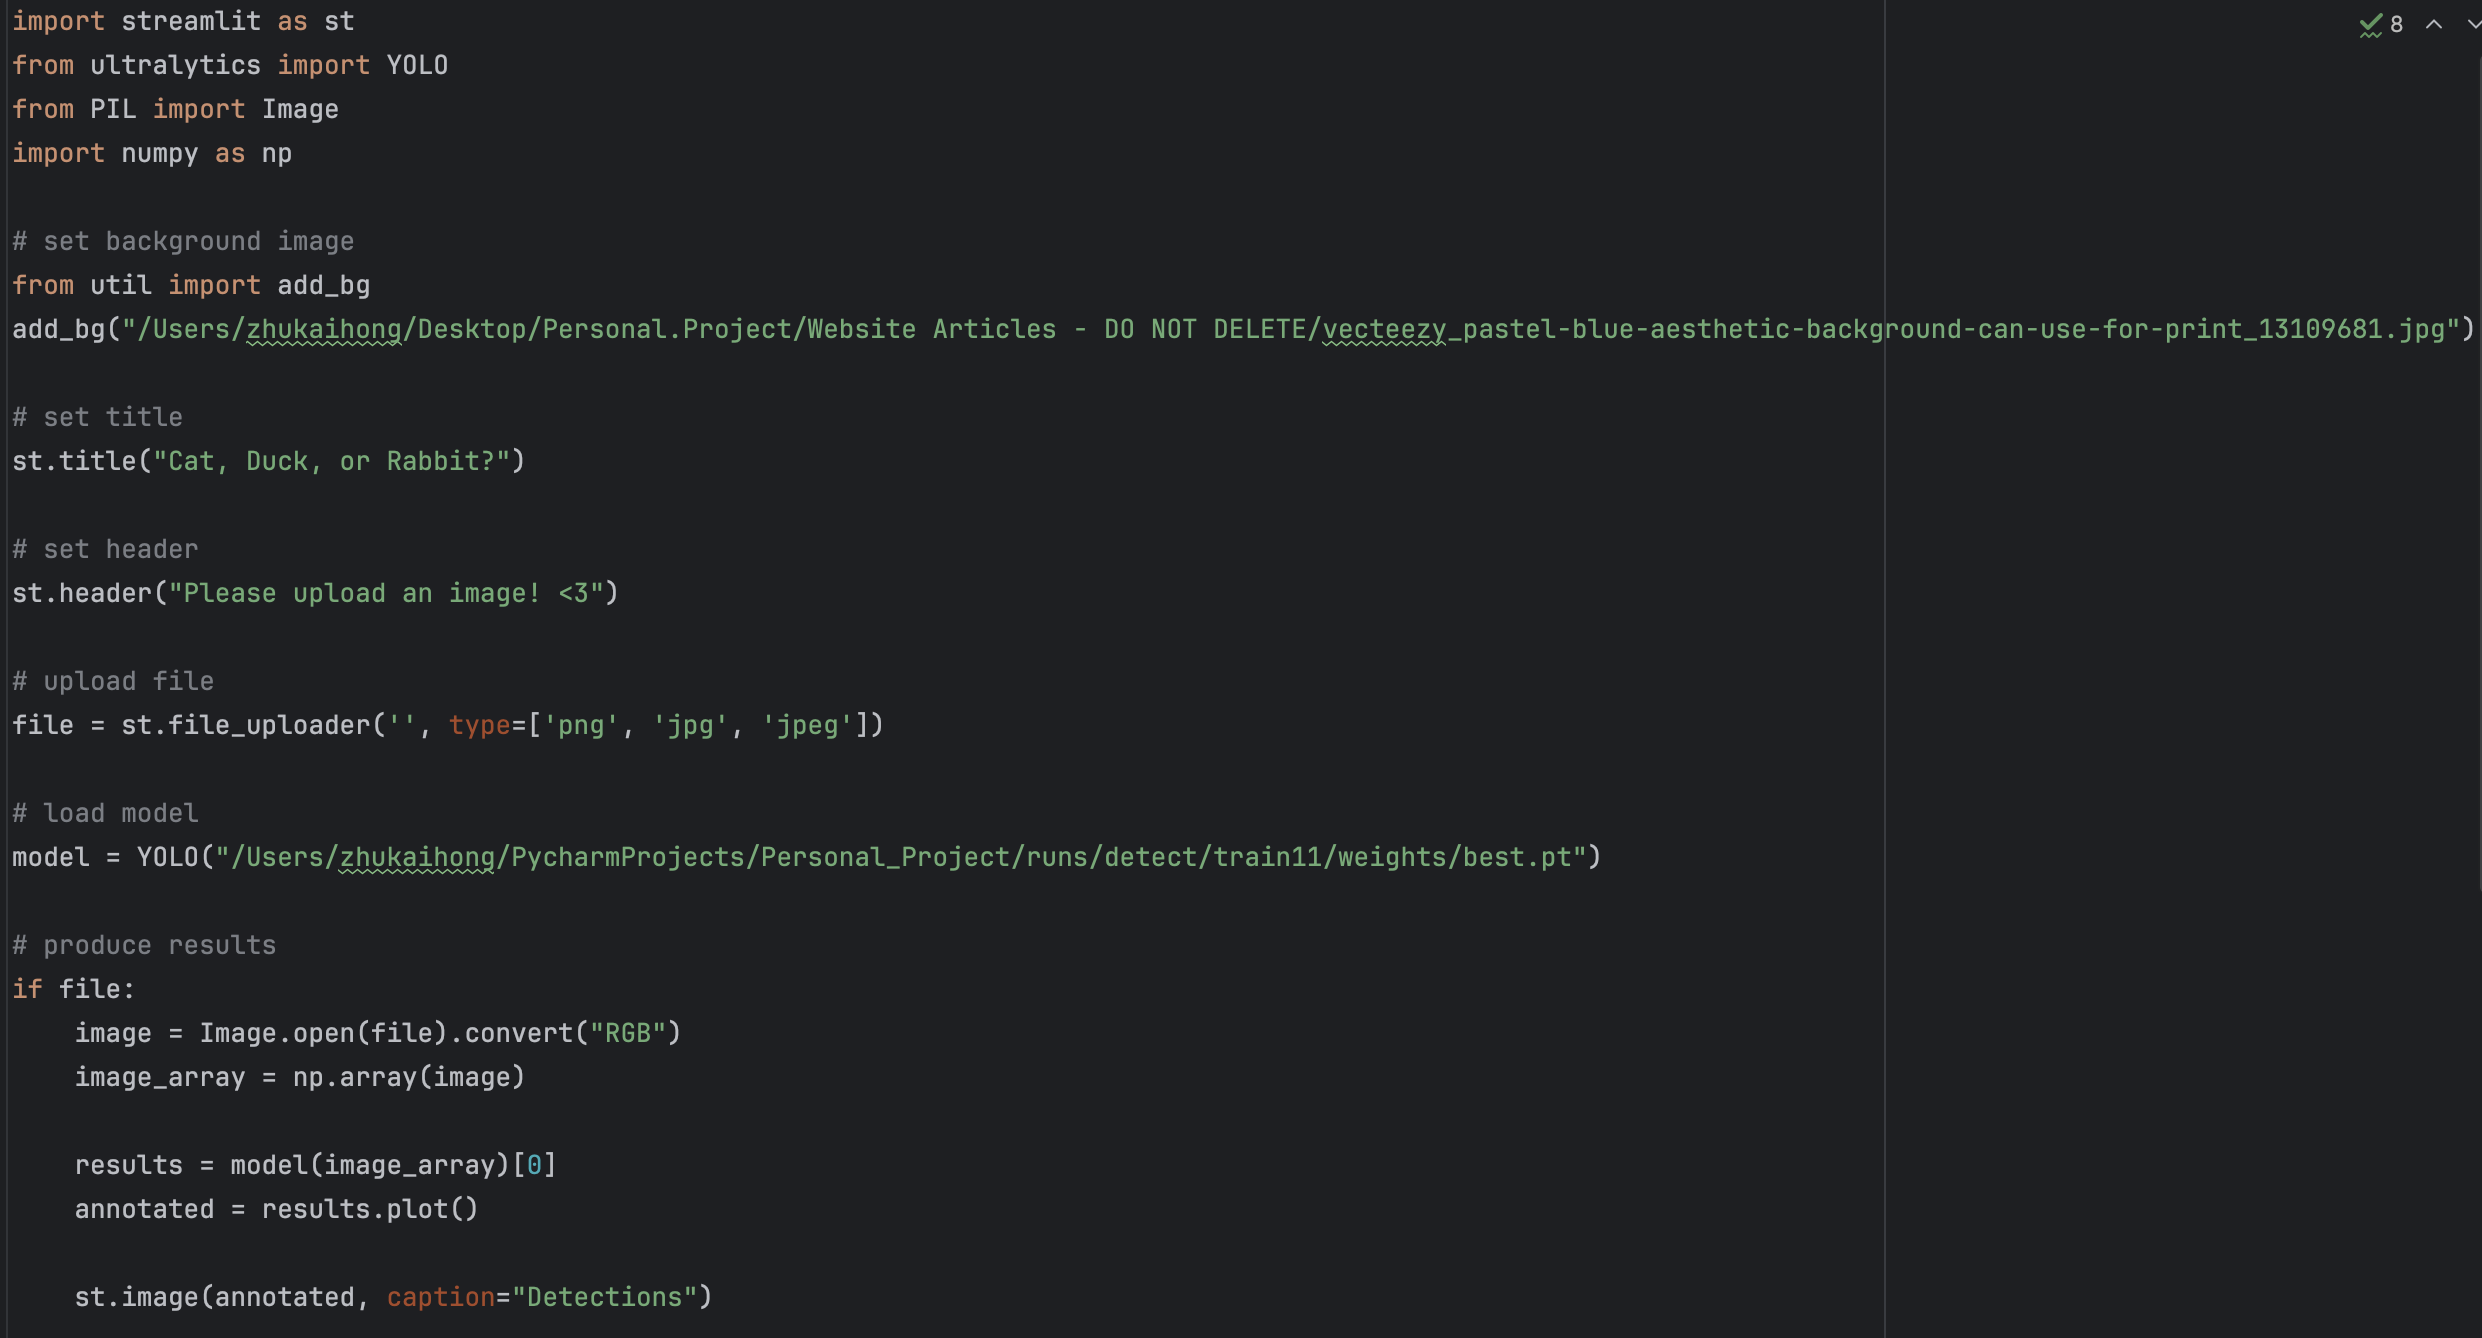 import streamlit as st
from ultralytics import YOLO
from PIL import Image
import numpy as np
# set background image
from util import add_bg
add_bg("/Users/zhukaihong/Desktop/Personal.Project/Website Articles - DO NOT DELETE/vecteezy_pastel-blue-aesthetic-background-can-use-for-print_13109681.jpg")
# set title
st.title("Cat, Duck, or Rabbit?")
# set header
st.header("Please upload an image! <3")
# upload file
file = st.file_uploader('', type=['png', 'jpg', 'jpeg'])
# load model
model = YOLO("/Users/zhukaihong/PycharmProjects/Personal_Project/runs/detect/train11/weights/best.pt")
# produce results
if file:
    image = Image.open(file).convert("RGB")
    image_array = np.array(image)
    results = model(image_array)[0]
    annotated = results.plot()
    st.image(annotated, caption="Detections")
8